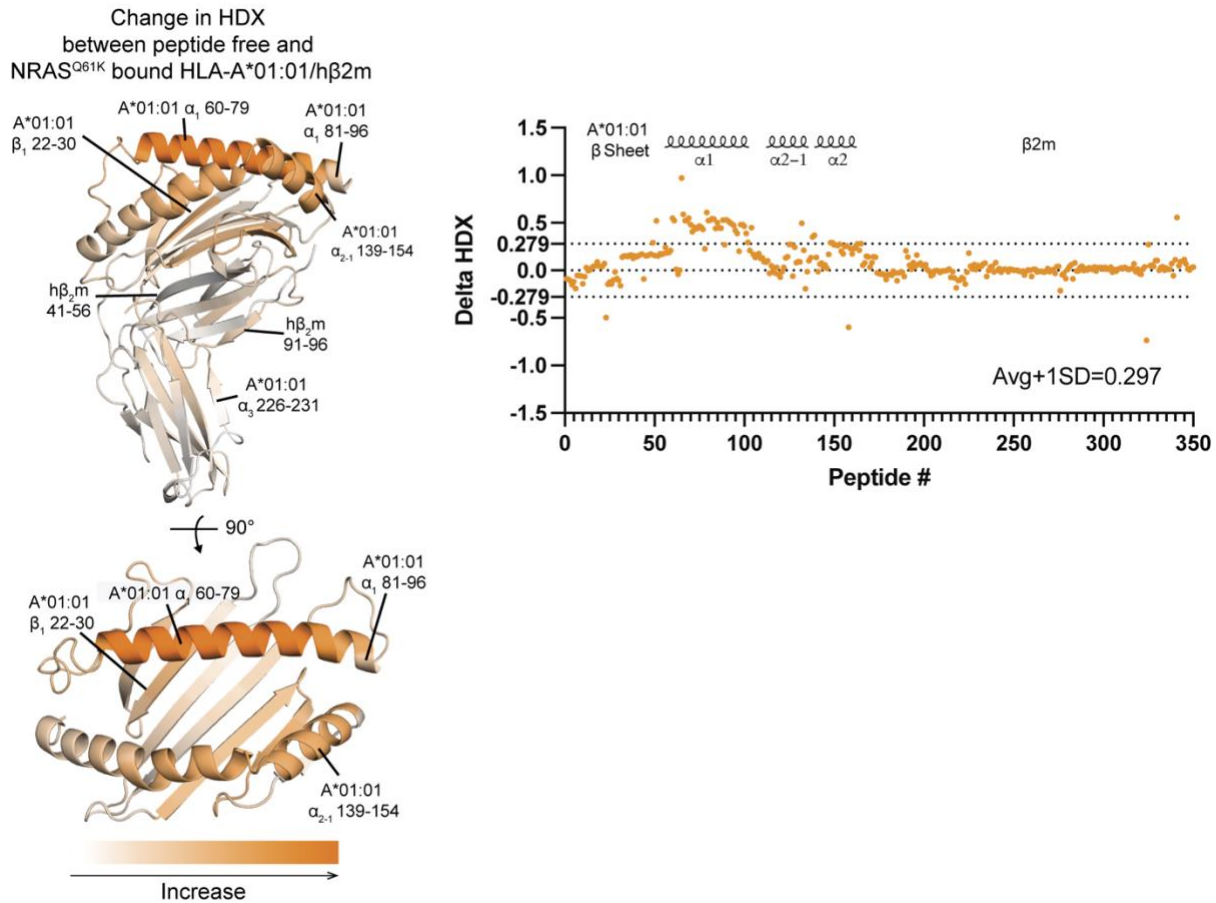 Change in HDX
between peptide free and
NRASQ61K bound HLA-A*01:01/hβ2m
A*01:01 α1 60-79
A*01:01
α1 81-96
A*01:01
β1 22-30
A*01:01
α2-1 139-154
hβ2m
41-56
hβ2m
91-96
A*01:01
α3 226-231
90°
A*01:01
α1 81-96
A*01:01 α1 60-79
A*01:01
β1 22-30
A*01:01
α2-1 139-154
Increase
A*01:01
β Sheet
α1
α2-1
α2
β2m
Delta HDX
1.5
1.0
0.5
0.279
0.0
-0.279
-0.5
-1.0
-1.5
Avg+1SD=0.297
0 50 100 150 200 250 300 350
Peptide #